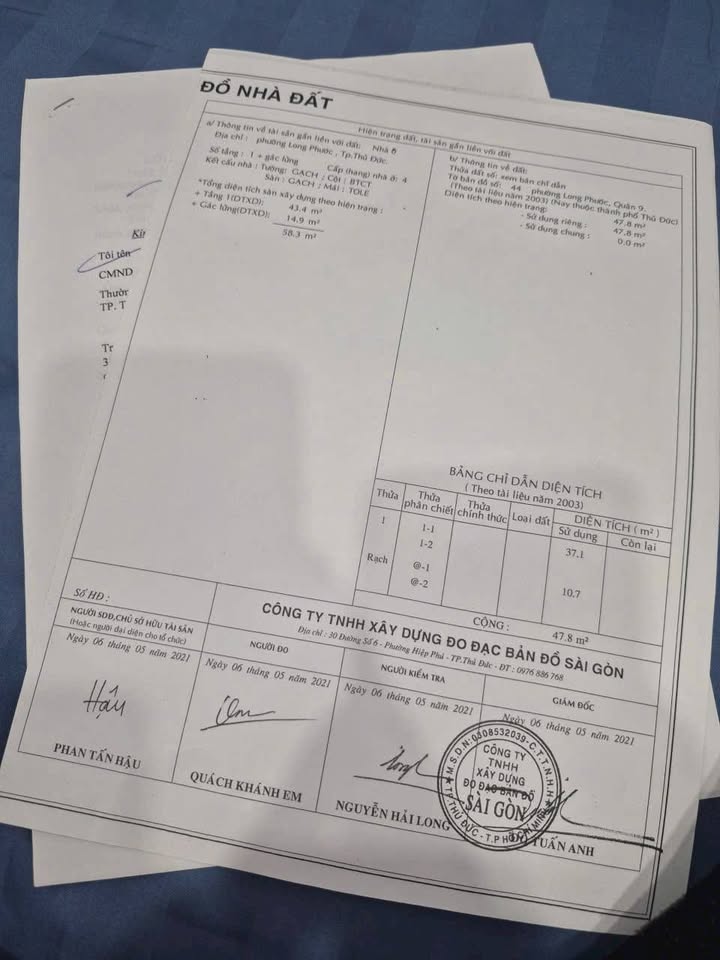 ĐỒ NHÀ ĐẤT
Hiện trạng đất, tài sản gắn liền với đất
a/ Thông tin về tài sản gắn liền với đất: Nhà ở
Địa chỉ : phường Long Phước , Tp.Thủ Đức.
Số tầng : 1 + gác lửng Cấp (hạng) nhà ở: 4
Kết cấu nhà : Tường: GẠCH ; Cột : BTCT
Sàn : GẠCH ; Mái : TOLE
*Tổng diện tích sàn xây dựng theo hiện trạng :
+ Tầng 1(DTXD): 43.4 m²
+ Gác lửng(DTXD): 14.9 m²
58.3 m²
b/ Thông tin về đất:
Thửa đất số: xem bản chỉ dẫn
Tờ bản đồ số: 44 phường Long Phước, Quận 9.
(Theo tài liệu năm 2003) (Nay thuộc thành phố Thủ Đức)
Diện tích theo hiện trạng: 47.8 m²
- Sử dụng riêng : 47.8 m²
- Sử dụng chung : 0.0 m²
Kín
Tôi tên
CMND
Thườn
TP. T
Tr
3
BẢNG CHỈ DẪN DIỆN TÍCH
( Theo tài liệu năm 2003)
Thửa Thửa phân chiết Thửa chính thức Loại đất DIỆN TÍCH ( m² )
Sử dụng Còn lại
1 1-1 37.1
1-2
Rạch @-1 10.7
@-2
CỘNG : 47.8 m²
Số HĐ :
CÔNG TY TNHH XÂY DỰNG ĐO ĐẠC BẢN ĐỒ SÀI GÒN
Địa chỉ : 30 Đường Số 6 - Phường Hiệp Phú - TP.Thủ Đức - ĐT : 0976 886 768
NGƯỜI SDĐ,CHỦ SỞ HỮU TÀI SẢN
(Hoặc người đại diện cho tổ chức)
NGƯỜI ĐO
NGƯỜI KIỂM TRA
GIÁM ĐỐC
Ngày 06 tháng 05 năm 2021
Ngày 06 tháng 05 năm 2021
Ngày 06 tháng 05 năm 2021
Ngày 06 tháng 05 năm 2021
Hậu
M.S.D.N:0308532039-C.T.T.N.H.H
CÔNG TY
TNHH
XÂY DỰNG
ĐO ĐẠC BẢN ĐỒ
SÀI GÒN
THỦ ĐỨC - T.P HỒ CHÍ MINH
PHAN TẤN HẬU
QUÁCH KHÁNH EM
NGUYỄN HẢI LONG
TUẤN ANH